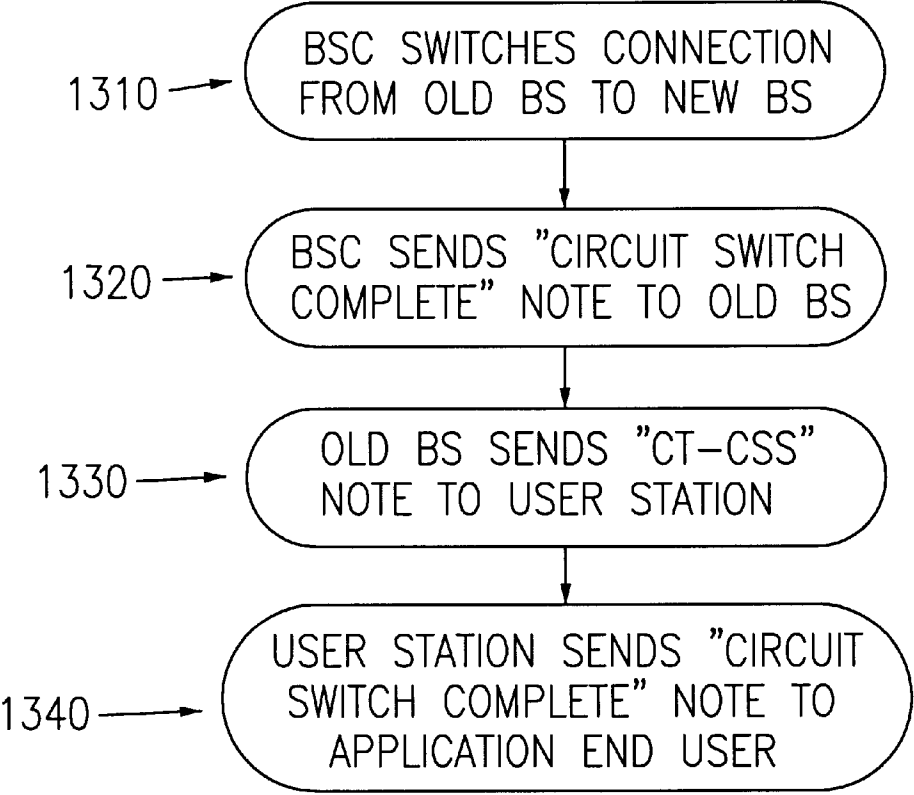 1310
BSC SWITCHES CONNECTION
FROM OLD BS TO NEW BS
1320
BSC SENDS "CIRCUIT SWITCH
COMPLETE" NOTE TO OLD BS
1330
OLD BS SENDS "CT-CSS"
NOTE TO USER STATION
1340
USER STATION SENDS "CIRCUIT
SWITCH COMPLETE" NOTE TO
APPLICATION END USER